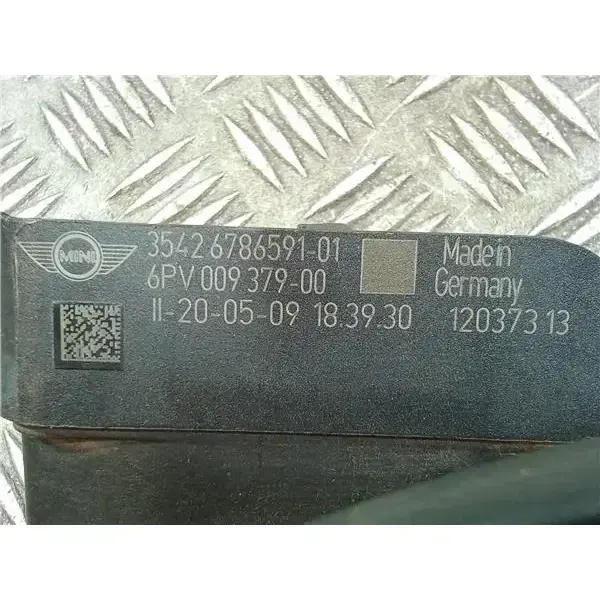 MINI
3542 6786591-01
6PV 009 379-00
II-20-05-09 18.39.30
Made in
Germany
12037313